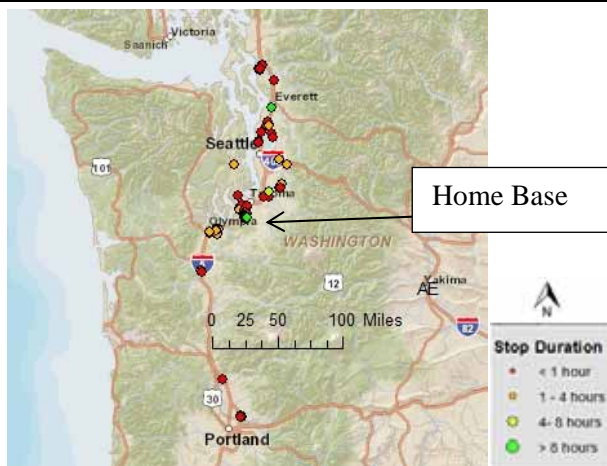 Victoria
Saanich
Everett
Seattle
101
Tacoma
Home Base
Olympia
WASHINGTON
5
12
Yakima
AE
82
0 25 50 100 Miles
N
Stop Duration
< 1 hour
1 - 4 hours
4- 8 hours
> 8 hours
30
Portland